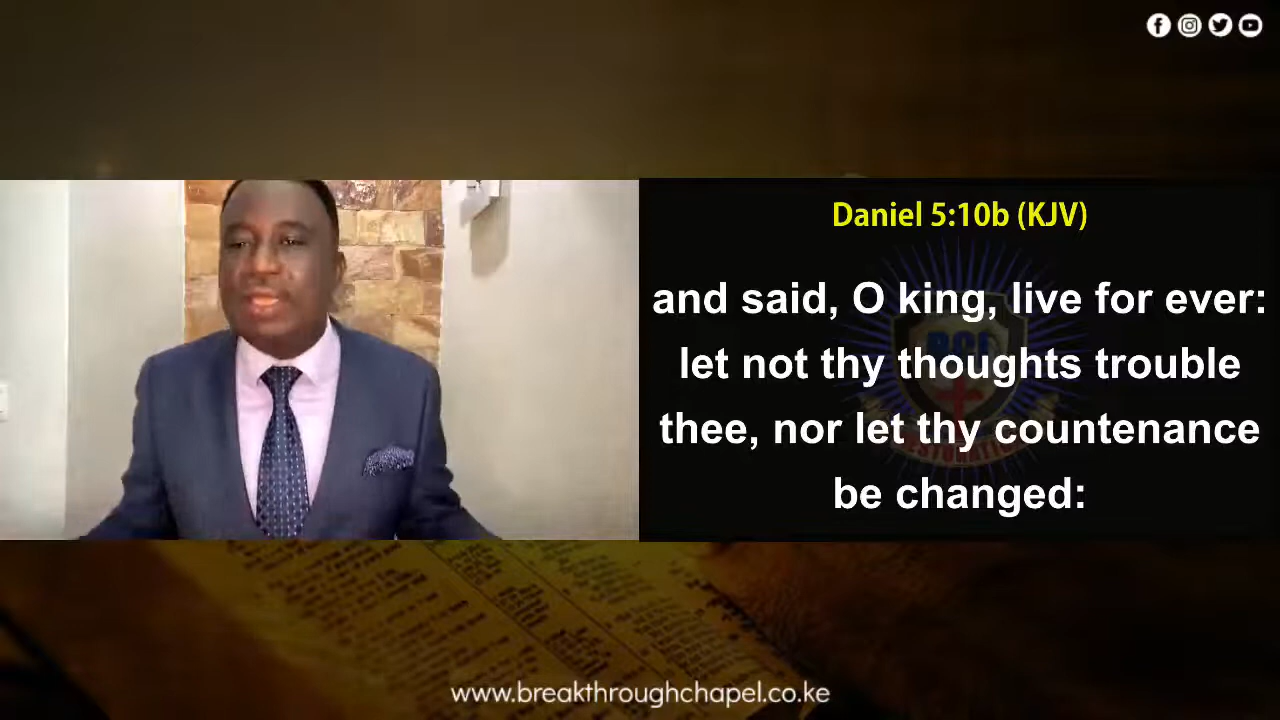 Daniel 5:10b (KJV)
and said, O king, live for ever:
let not thy thoughts trouble
thee, nor let thy countenance
be changed:
www.breakthroughchapel.co.ke